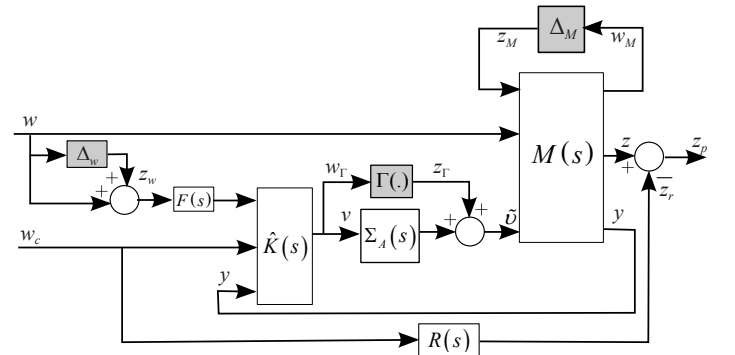 z_M Δ_M w_M
w
Δ_w
+ + z_w
F(s)
w_c
K̂(s)
y
w_Γ Γ(.) z_Γ
v Σ_A(s) + + ῦ
M(s)
z + − z_p
z_r
y
R(s)